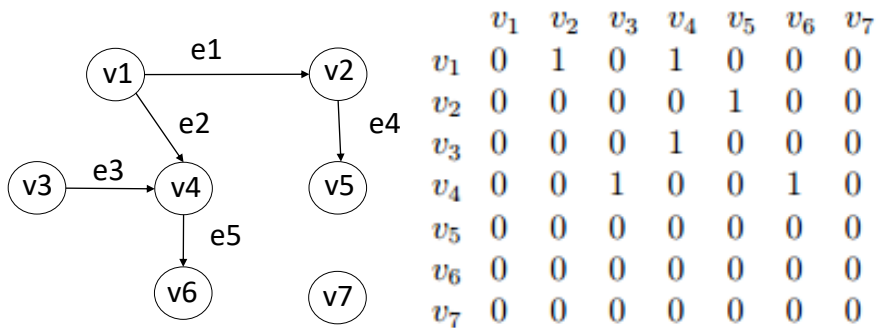 e1
v1
v2
e2
e4
e3
v3
v4
v5
e5
v6
v7
v₁ v₂ v₃ v₄ v₅ v₆ v₇
v₁ 0 1 0 1 0 0 0
v₂ 0 0 0 0 1 0 0
v₃ 0 0 0 1 0 0 0
v₄ 0 0 1 0 0 1 0
v₅ 0 0 0 0 0 0 0
v₆ 0 0 0 0 0 0 0
v₇ 0 0 0 0 0 0 0